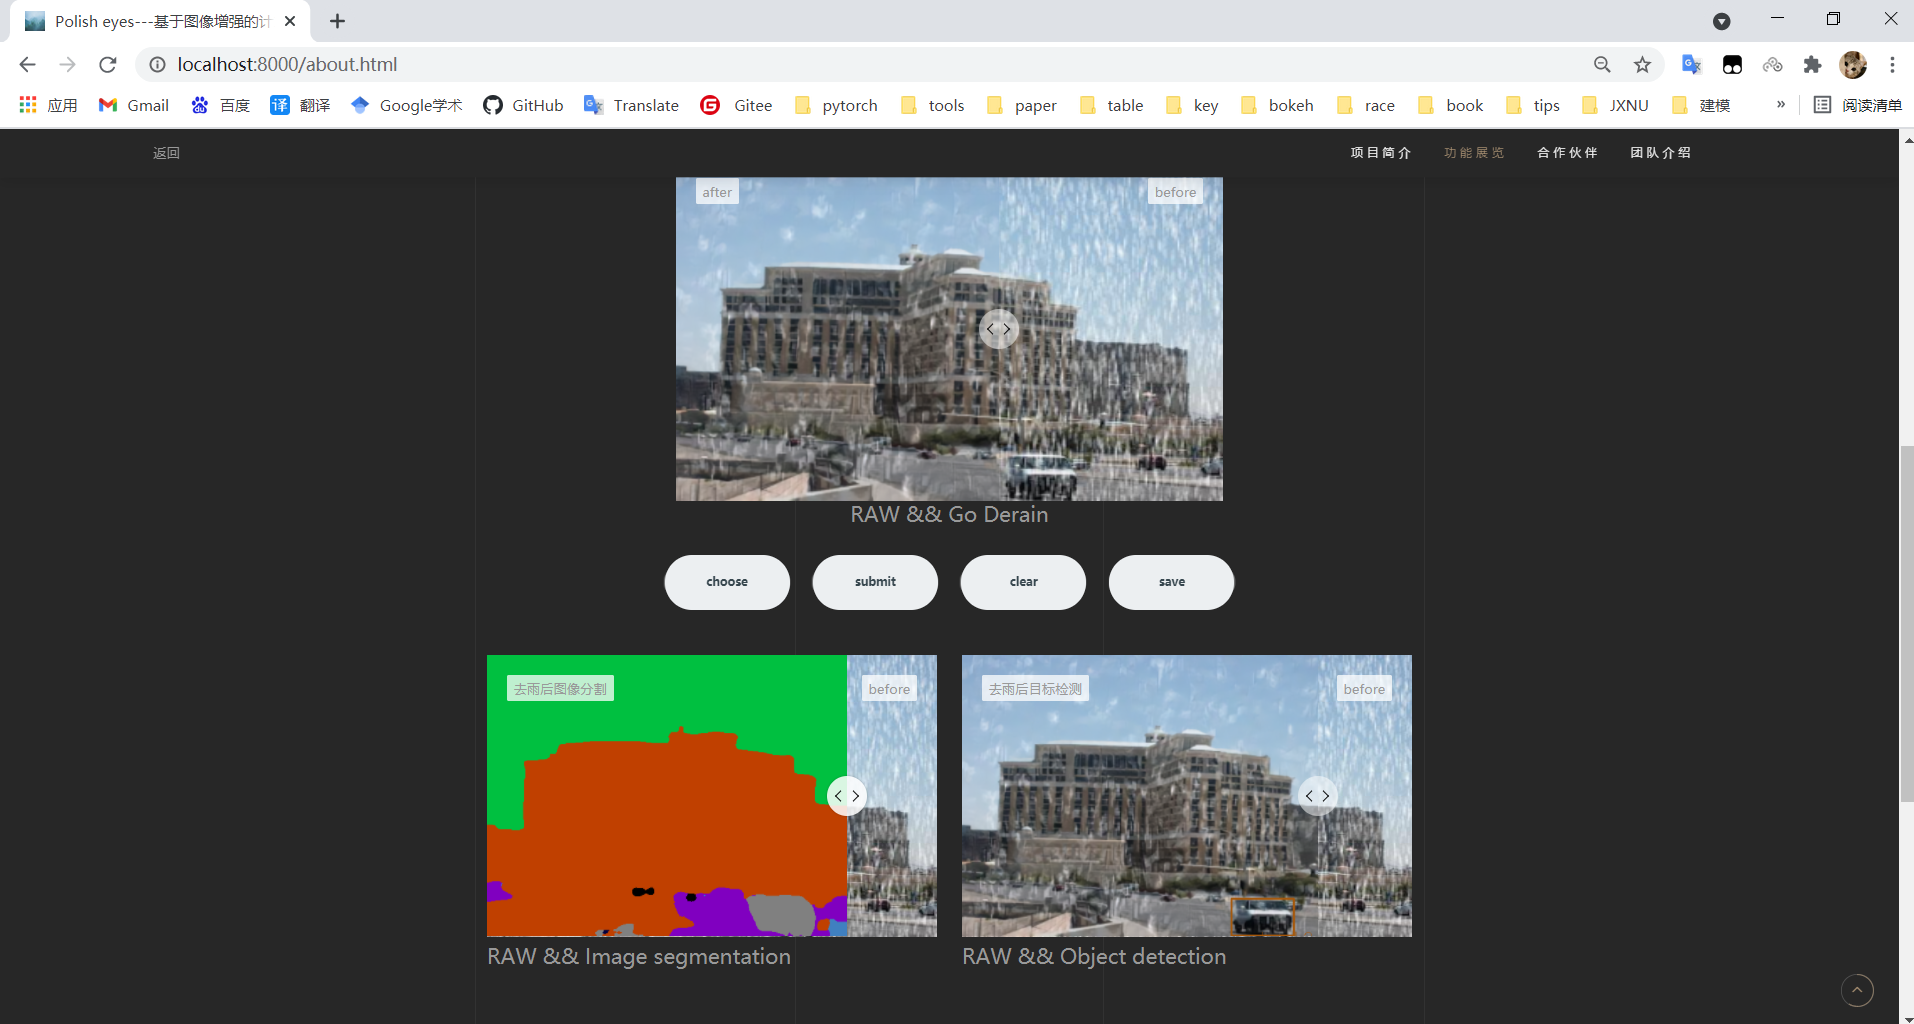 Polish eyes---基于图像增强的计
localhost:8000/about.html
应用 Gmail 百度 翻译 Google学术 GitHub Translate Gitee pytorch tools paper table key bokeh race book tips JXNU 建模 » 阅读清单
返回 项目简介 功能展览 合作伙伴 团队介绍
after before
RAW && Go Derain
choose submit clear save
去雨后图像分割 before 去雨后目标检测 before
RAW && Image segmentation RAW && Object detection